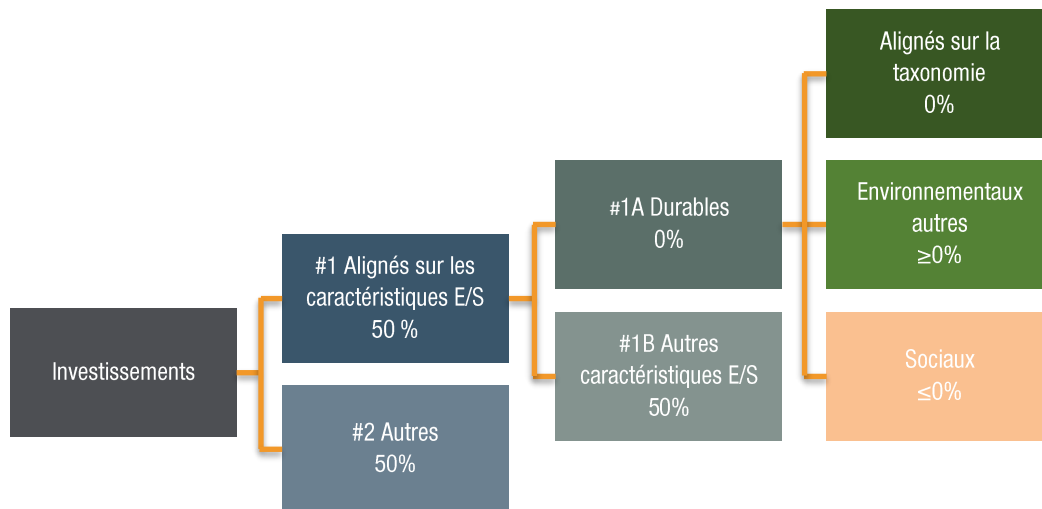 Investissements
#1 Alignés sur les
caractéristiques E/S
50 %
#2 Autres
50%
#1A Durables
0%
#1B Autres
caractéristiques E/S
50%
Alignés sur la
taxonomie
0%
Environnementaux
autres
≥0%
Sociaux
≤0%